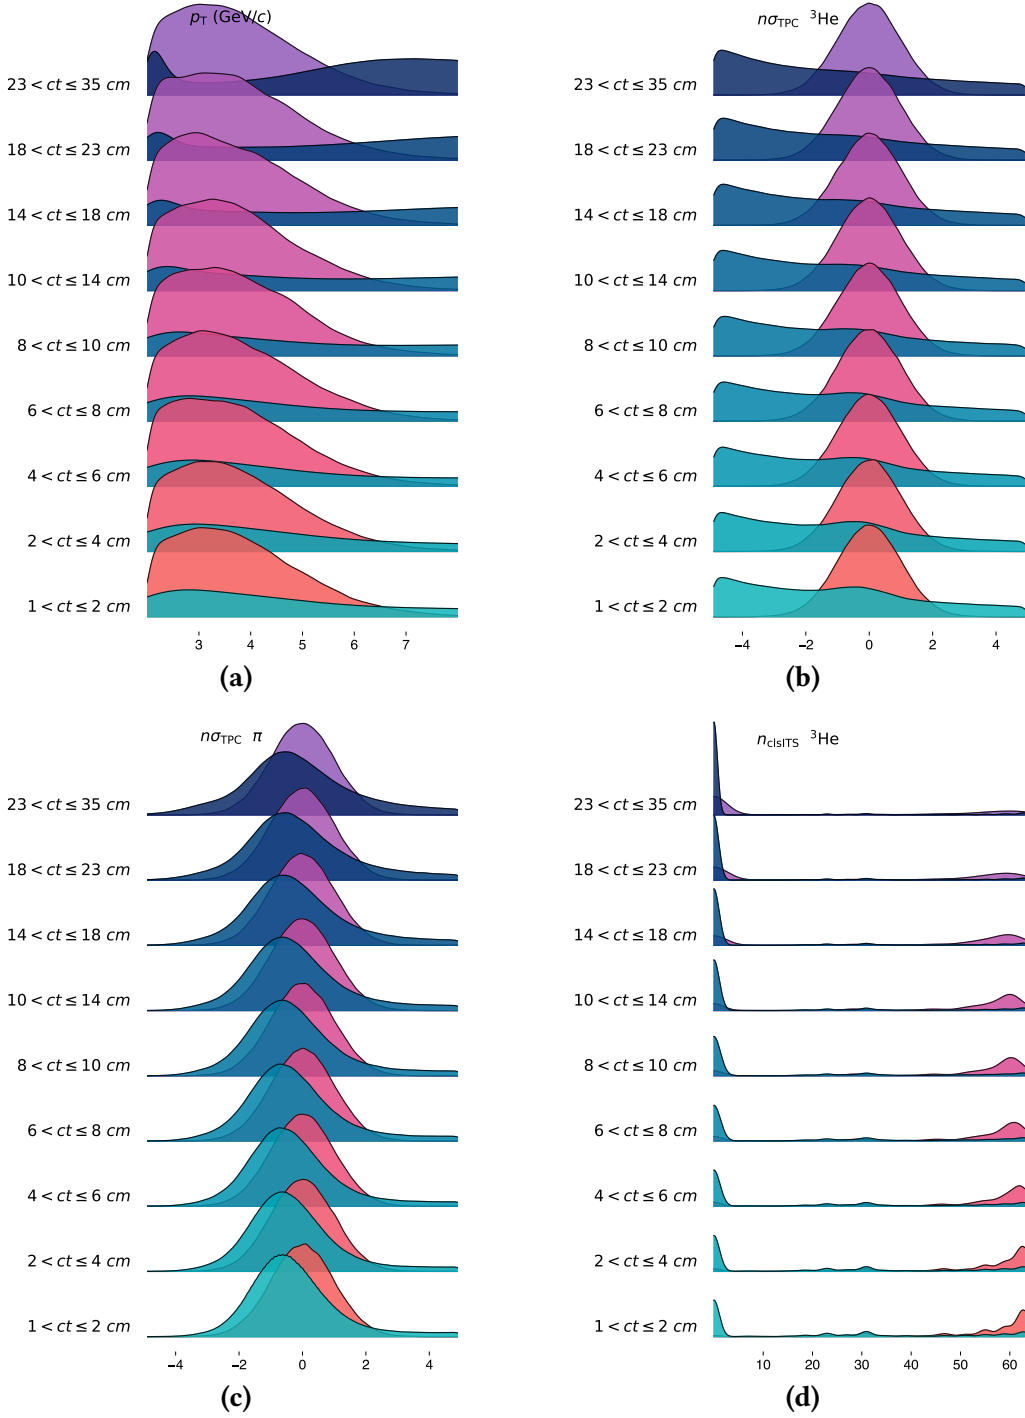 p_T (GeV/c)
23 < ct ≤ 35 cm
18 < ct ≤ 23 cm
14 < ct ≤ 18 cm
10 < ct ≤ 14 cm
8 < ct ≤ 10 cm
6 < ct ≤ 8 cm
4 < ct ≤ 6 cm
2 < ct ≤ 4 cm
1 < ct ≤ 2 cm
3 4 5 6 7
(a)
nσ_TPC ³He
23 < ct ≤ 35 cm
18 < ct ≤ 23 cm
14 < ct ≤ 18 cm
10 < ct ≤ 14 cm
8 < ct ≤ 10 cm
6 < ct ≤ 8 cm
4 < ct ≤ 6 cm
2 < ct ≤ 4 cm
1 < ct ≤ 2 cm
−4 −2 0 2 4
(b)
nσ_TPC π
23 < ct ≤ 35 cm
18 < ct ≤ 23 cm
14 < ct ≤ 18 cm
10 < ct ≤ 14 cm
8 < ct ≤ 10 cm
6 < ct ≤ 8 cm
4 < ct ≤ 6 cm
2 < ct ≤ 4 cm
1 < ct ≤ 2 cm
−4 −2 0 2 4
(c)
n_clsITS ³He
23 < ct ≤ 35 cm
18 < ct ≤ 23 cm
14 < ct ≤ 18 cm
10 < ct ≤ 14 cm
8 < ct ≤ 10 cm
6 < ct ≤ 8 cm
4 < ct ≤ 6 cm
2 < ct ≤ 4 cm
1 < ct ≤ 2 cm
10 20 30 40 50 60
(d)